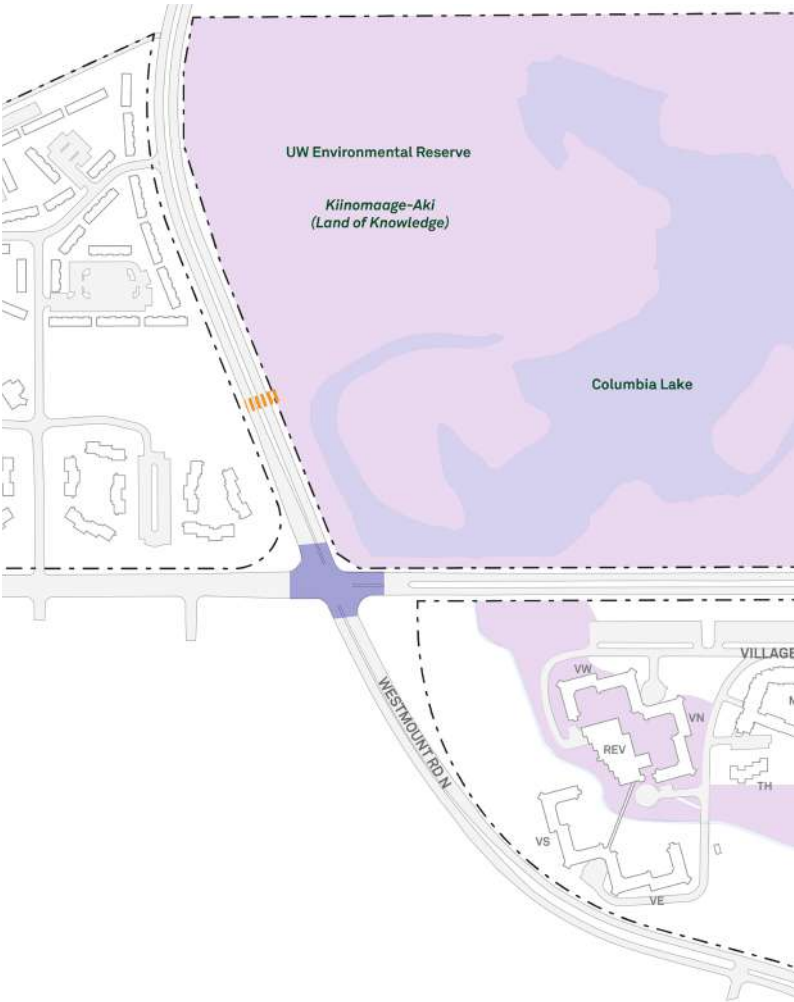 UW Environmental Reserve
Kiinomaage-Aki
(Land of Knowledge)
Columbia Lake
WESTMOUNT RD N
VILLAGE
VW
VN
REV
TH
VS
VE